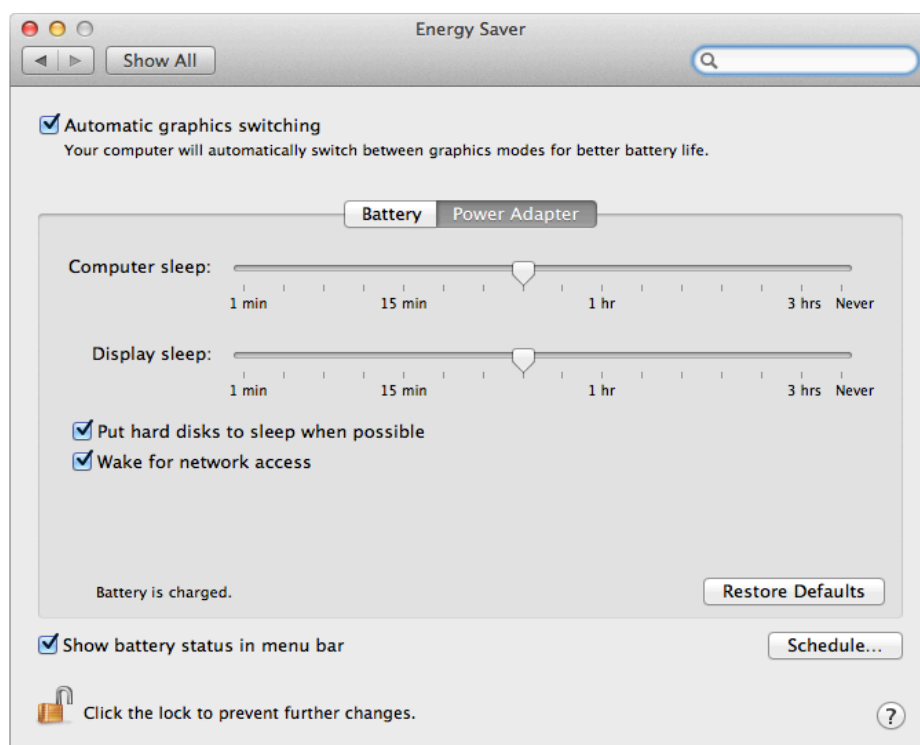 Energy Saver
Show All
Automatic graphics switching
Your computer will automatically switch between graphics modes for better battery life.
Battery Power Adapter
Computer sleep:
1 min 15 min 1 hr 3 hrs Never
Display sleep:
1 min 15 min 1 hr 3 hrs Never
Put hard disks to sleep when possible
Wake for network access
Battery is charged. Restore Defaults
Show battery status in menu bar Schedule...
Click the lock to prevent further changes. ?